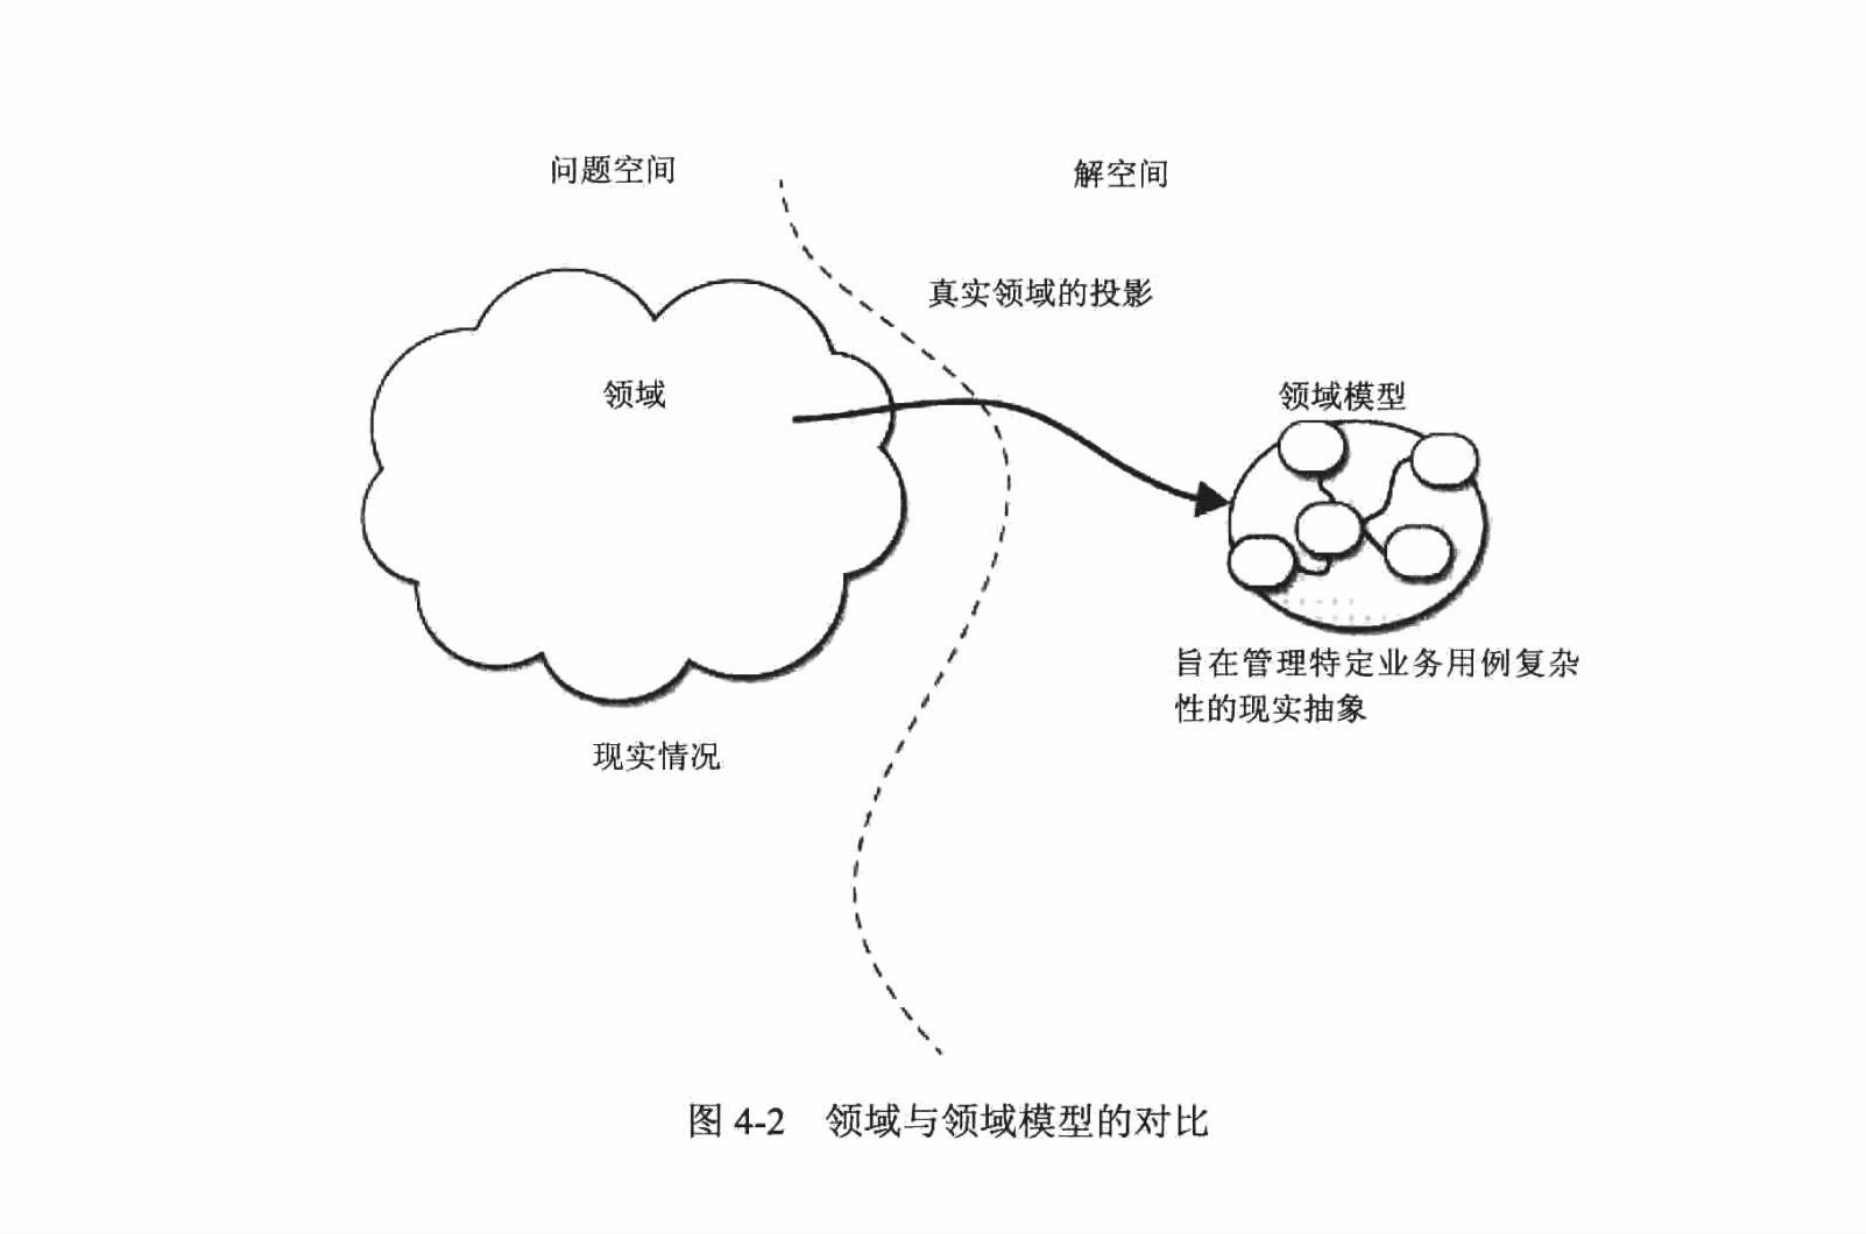 问题空间
解空间
真实领域的投影
领域
领域模型
旨在管理特定业务用例复杂
性的现实抽象
现实情况
图 4-2 领域与领域模型的对比